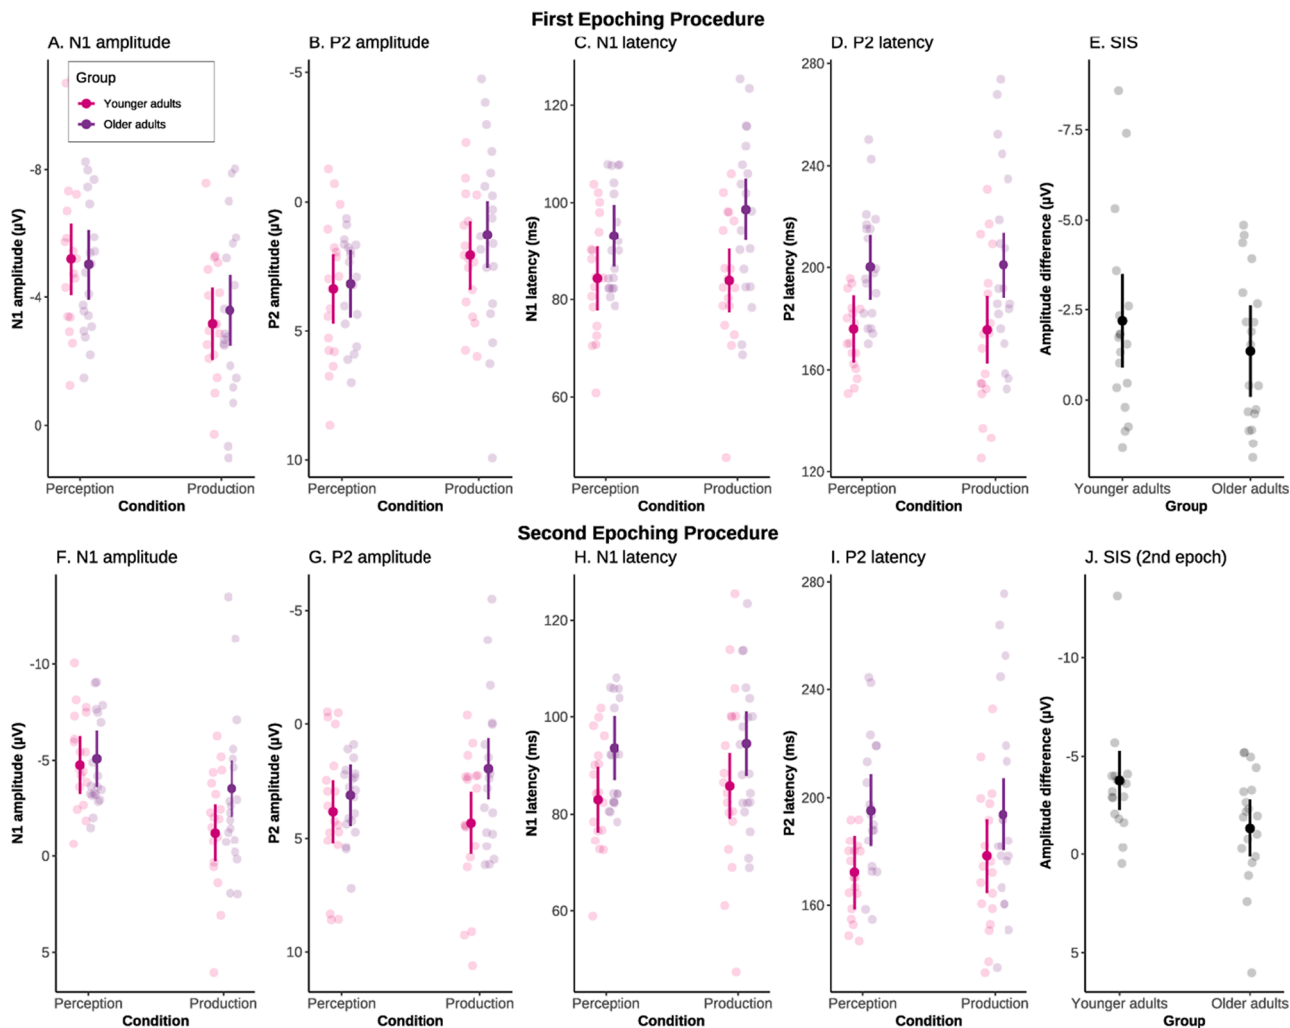 First Epoching Procedure
A. N1 amplitude
B. P2 amplitude
C. N1 latency
D. P2 latency
E. SIS
Group
Younger adults
Older adults
N1 amplitude (µV)
-8
-4
0
Perception
Production
Condition
P2 amplitude (µV)
-5
0
5
10
Perception
Production
Condition
N1 latency (ms)
120
100
80
60
Perception
Production
Condition
P2 latency (ms)
280
240
200
160
120
Perception
Production
Condition
Amplitude difference (µV)
-7.5
-5.0
-2.5
0.0
Younger adults
Older adults
Group
Second Epoching Procedure
F. N1 amplitude
G. P2 amplitude
H. N1 latency
I. P2 latency
J. SIS (2nd epoch)
N1 amplitude (µV)
-10
-5
0
5
Perception
Production
Condition
P2 amplitude (µV)
-5
0
5
10
Perception
Production
Condition
N1 latency (ms)
120
100
80
60
Perception
Production
Condition
P2 latency (ms)
280
240
200
160
Perception
Production
Condition
Amplitude difference (µV)
-10
-5
0
5
Younger adults
Older adults
Group